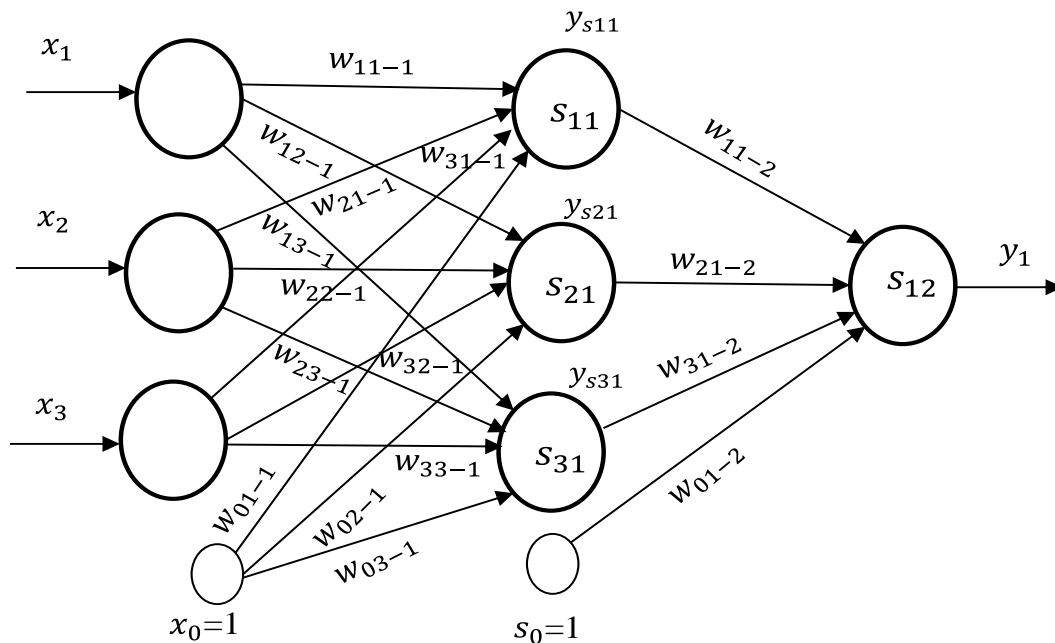 y_{s11}
x_1
w_{11-1}
s_{11}
w_{12-1}
w_{31-1}
w_{11-2}
w_{21-1}
x_2
w_{13-1}
y_{s21}
w_{21-2}
y_1
w_{22-1}
s_{21}
s_{12}
w_{23-1}
w_{32-1}
w_{31-2}
x_3
y_{s31}
w_{33-1}
s_{31}
w_{01-2}
w_{01-1}
w_{02-1}
w_{03-1}
x_0=1
s_0=1